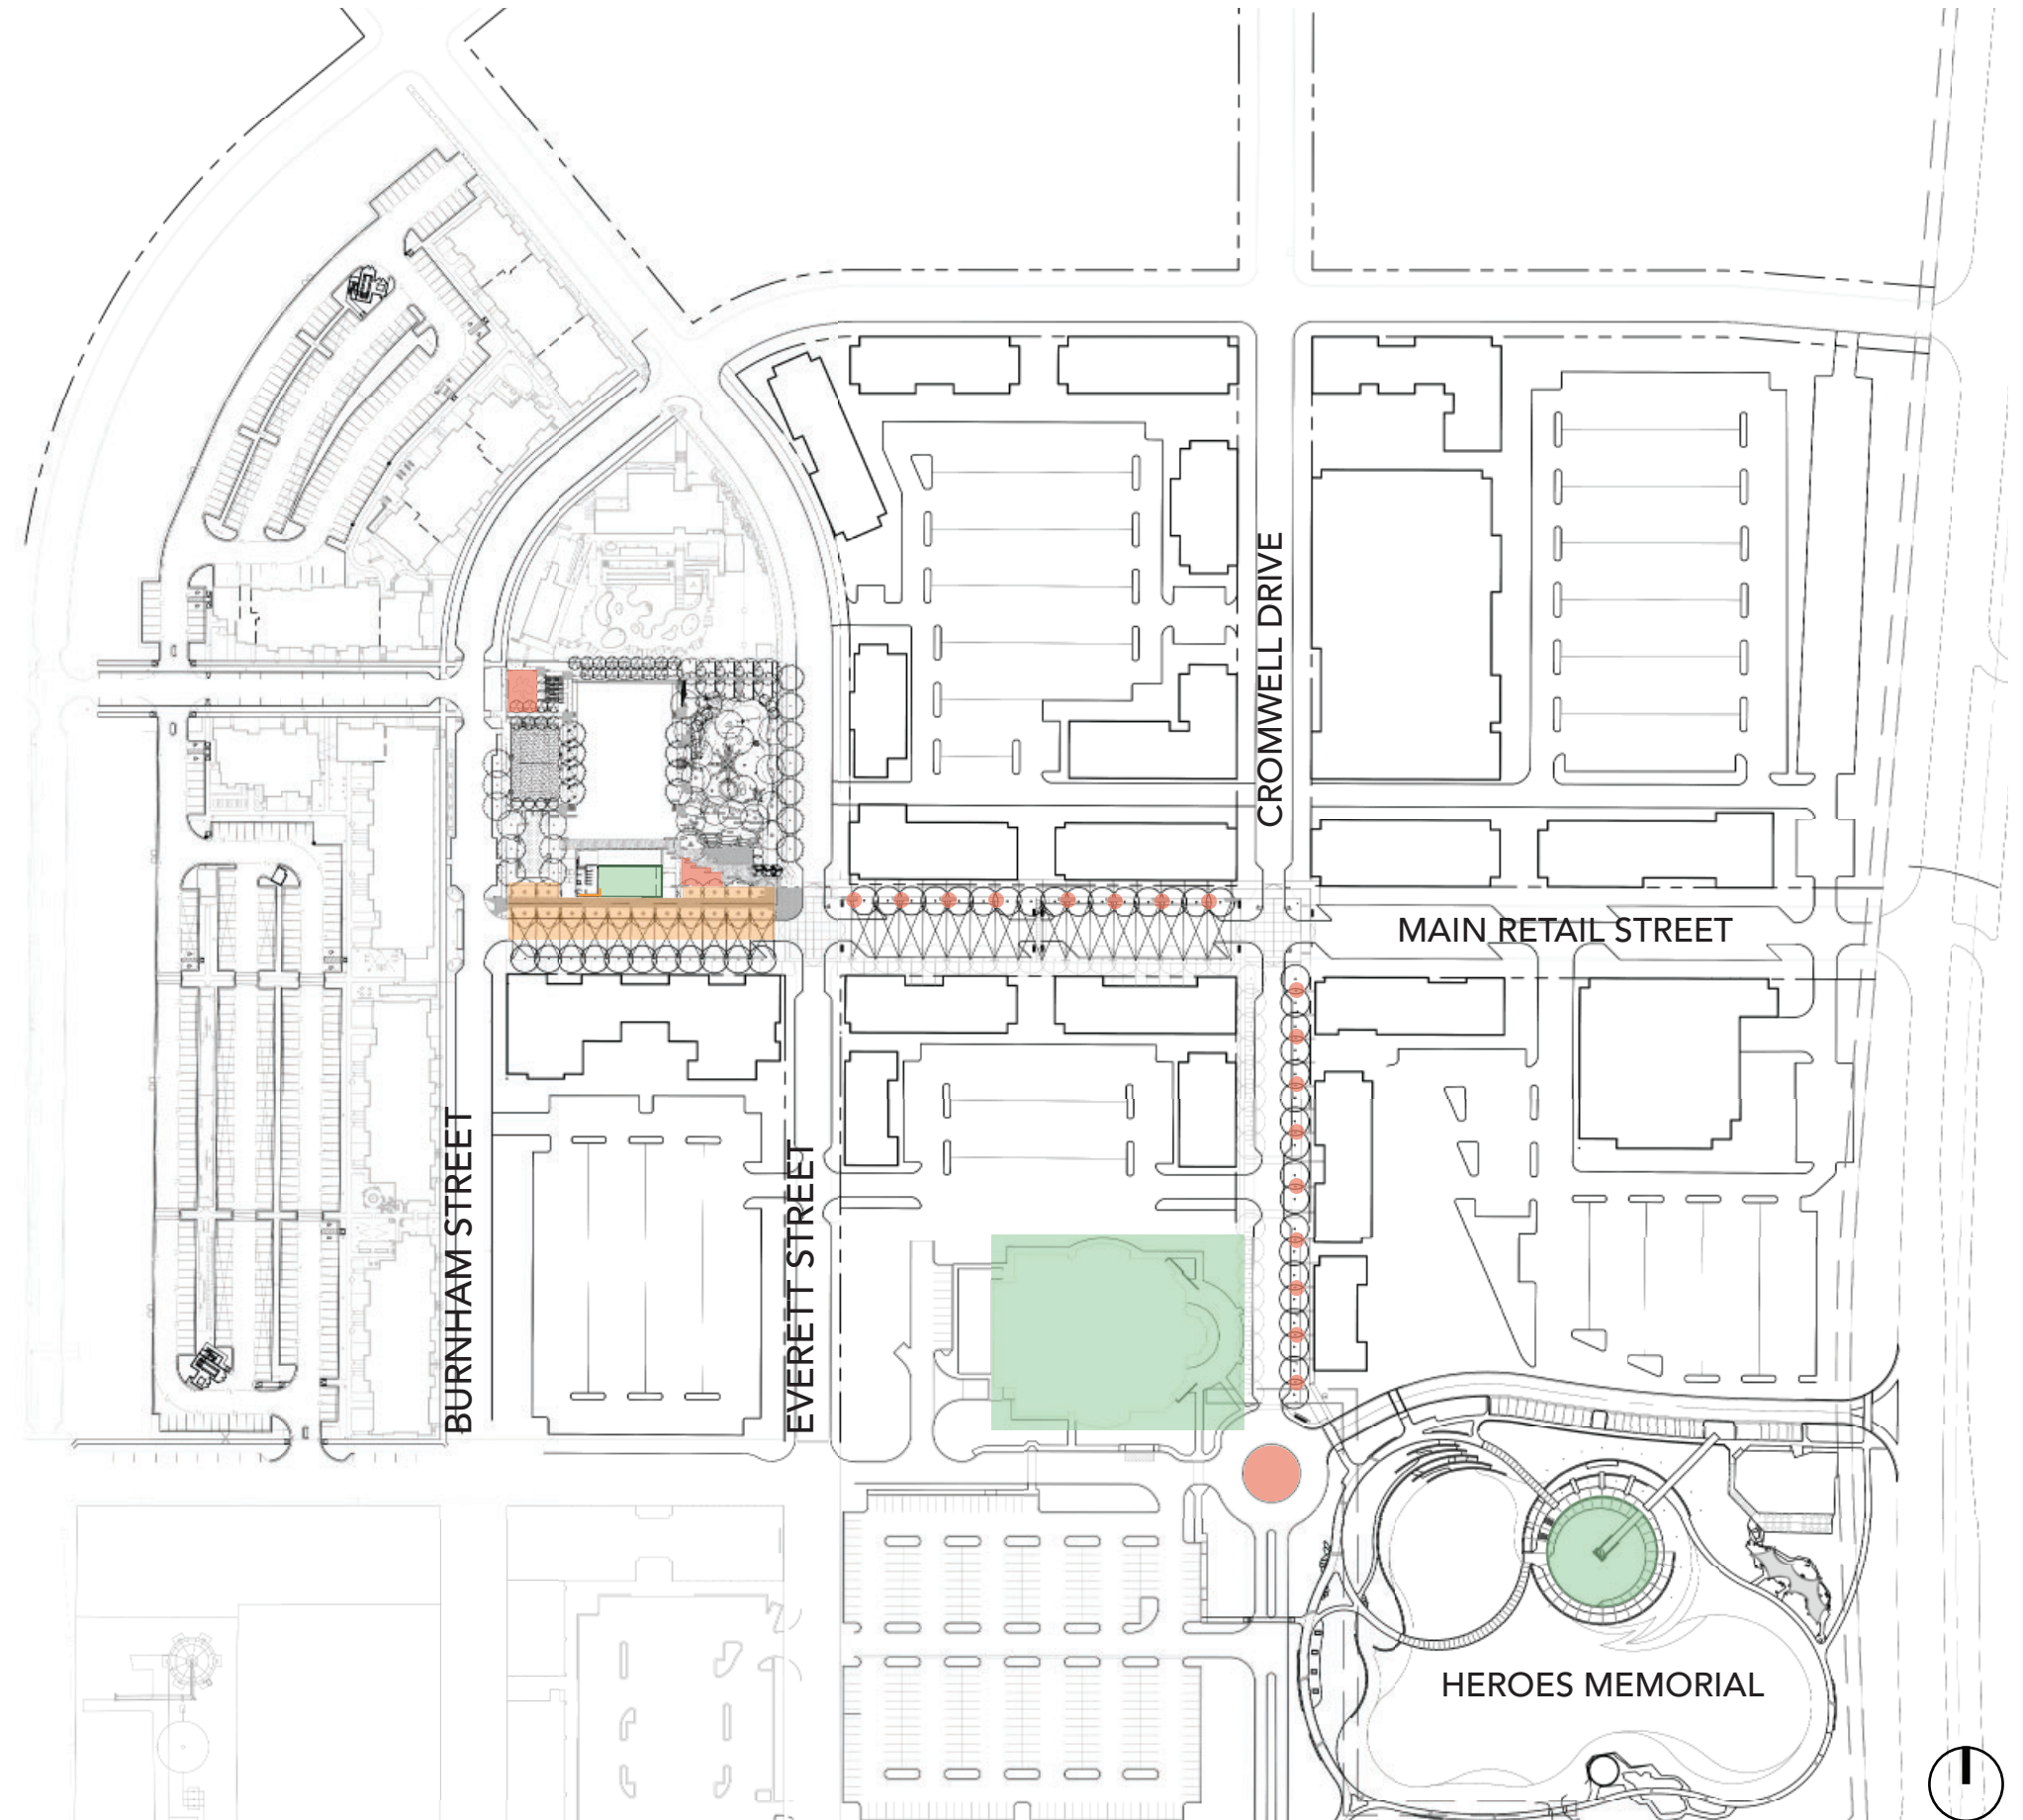 CROMWELL DRIVE
MAIN RETAIL STREET
BURNHAM STREET
EVERETT STREET
HEROES MEMORIAL